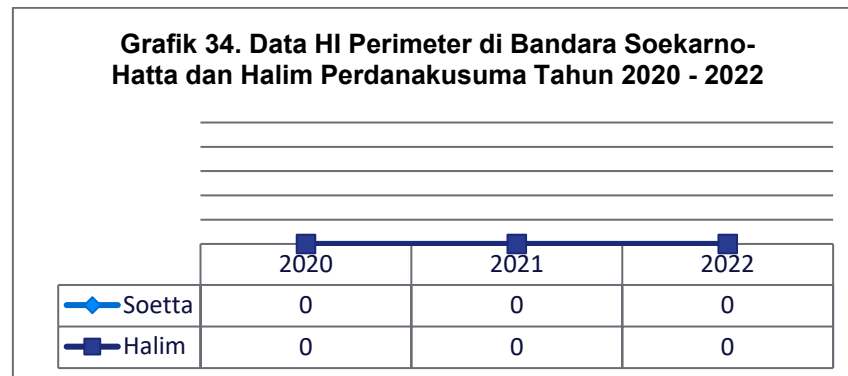 Grafik 34. Data HI Perimeter di Bandara Soekarno-
Hatta dan Halim Perdanakusuma Tahun 2020 - 2022
2020 2021 2022
Soetta 0 0 0
Halim 0 0 0